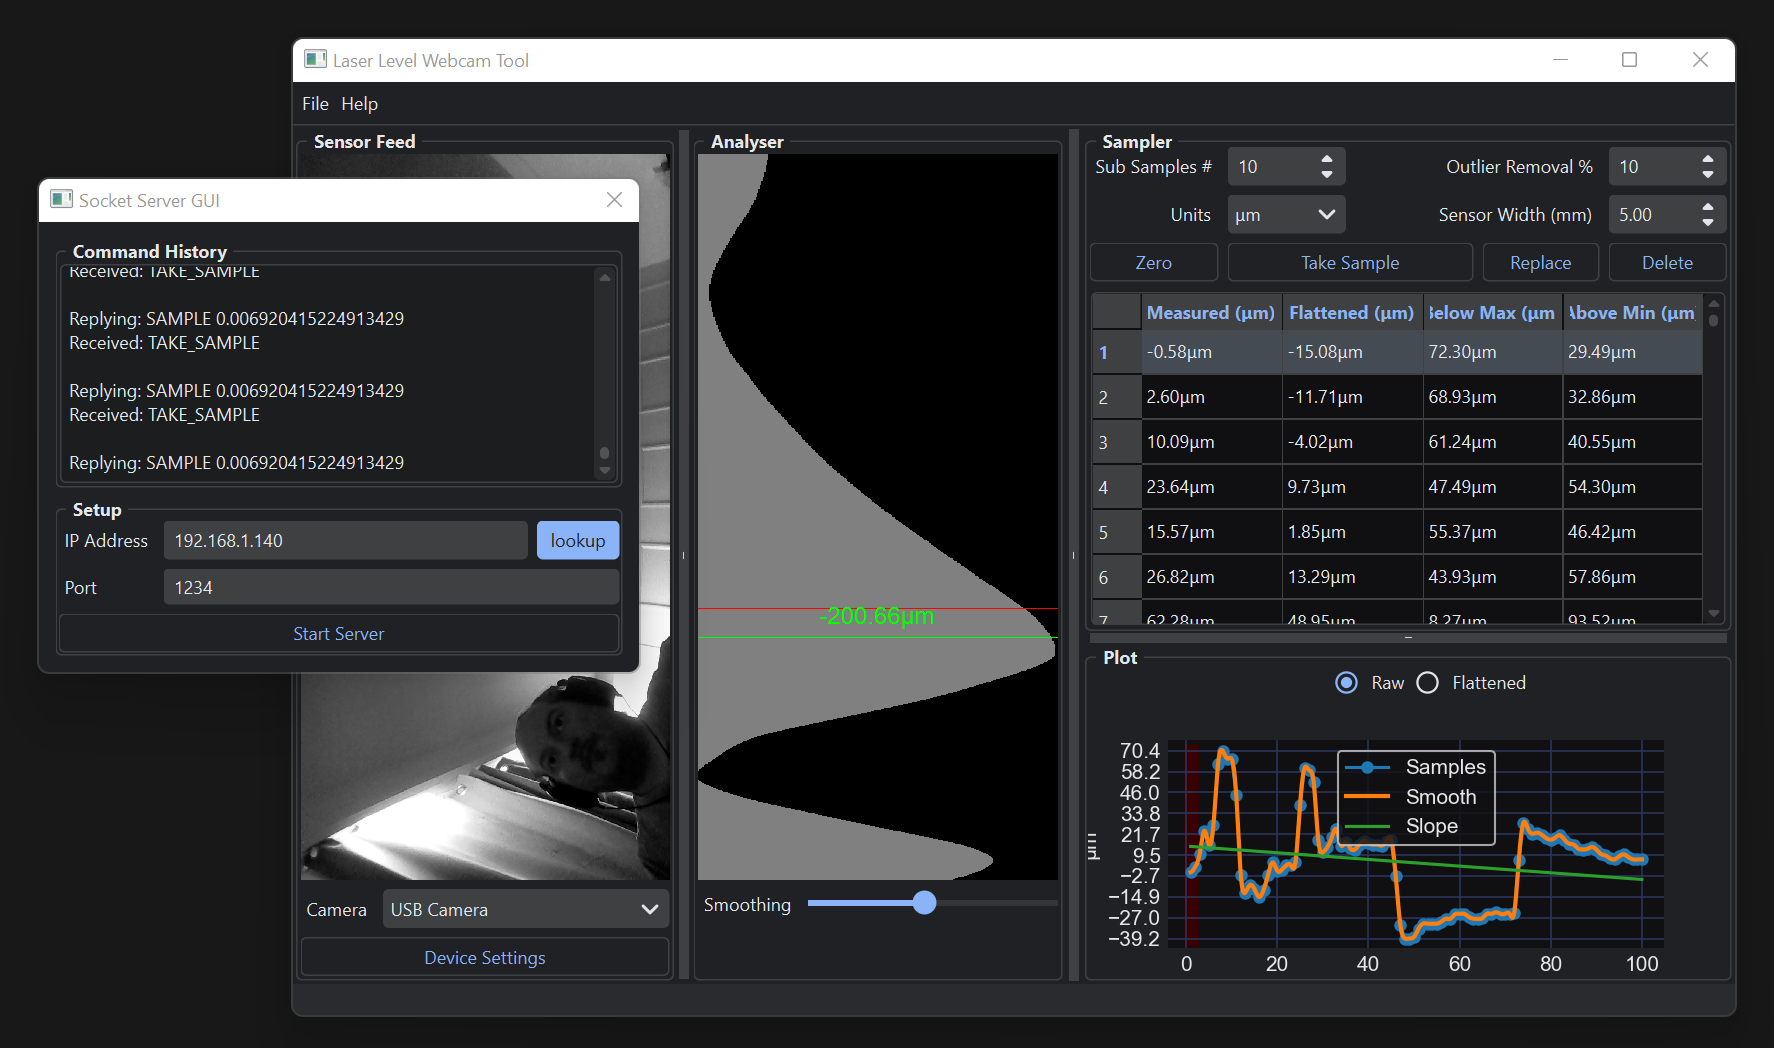 Laser Level Webcam Tool
File Help
Sensor Feed
Socket Server GUI
Command History
Received: TAKE_SAMPLE
Replying: SAMPLE 0.006920415224913429
Received: TAKE_SAMPLE
Replying: SAMPLE 0.006920415224913429
Received: TAKE_SAMPLE
Replying: SAMPLE 0.006920415224913429
Setup
IP Address 192.168.1.140 lookup
Port 1234
Start Server
Camera USB Camera
Device Settings
Analyser
-200.66µm
Smoothing
Sampler
Sub Samples # 10 Outlier Removal % 10
Units µm Sensor Width (mm) 5.00
Zero Take Sample Replace Delete
Measured (µm) Flattened (µm) Below Max (µm Above Min (µm
1 -0.58µm -15.08µm 72.30µm 29.49µm
2 2.60µm -11.71µm 68.93µm 32.86µm
3 10.09µm -4.02µm 61.24µm 40.55µm
4 23.64µm 9.73µm 47.49µm 54.30µm
5 15.57µm 1.85µm 55.37µm 46.42µm
6 26.82µm 13.29µm 43.93µm 57.86µm
7 62.28µm 48.95µm 8.27µm 93.52µm
Plot
Raw Flattened
µm
70.4
58.2
46.0
33.8
21.7
9.5
−2.7
−14.9
−27.0
−39.2
0 20 40 60 80 100
Samples
Smooth
Slope